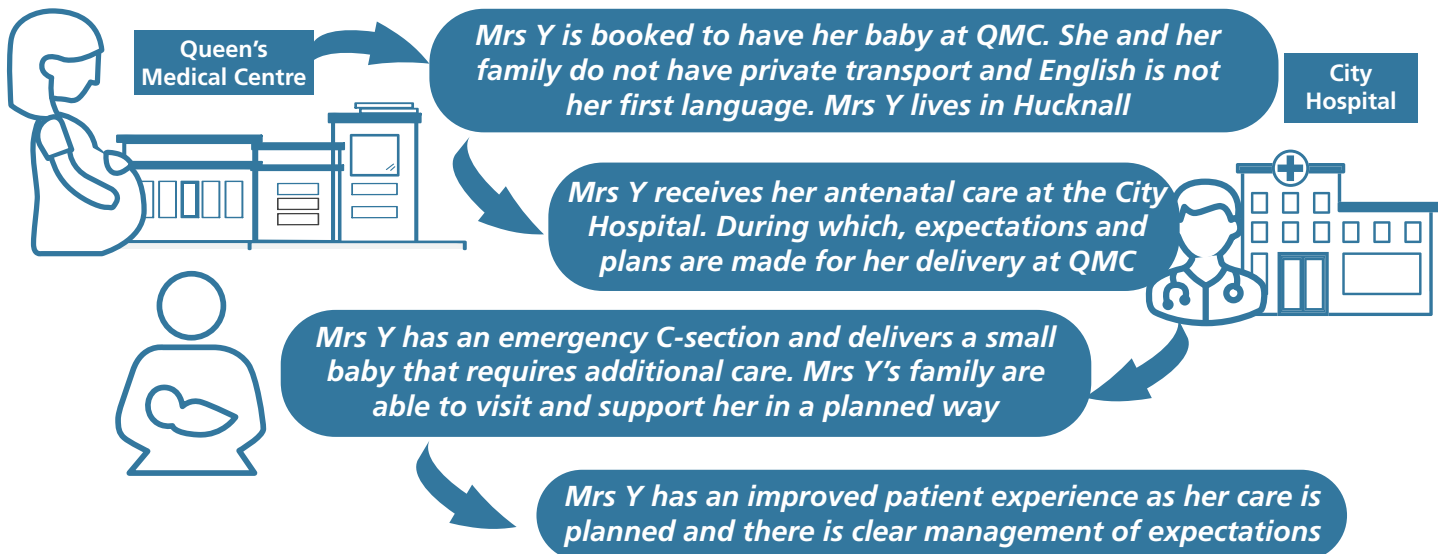 Queen's
Medical Centre
Mrs Y is booked to have her baby at QMC. She and her
family do not have private transport and English is not
her first language. Mrs Y lives in Hucknall
City
Hospital
Mrs Y receives her antenatal care at the City
Hospital. During which, expectations and
plans are made for her delivery at QMC
Mrs Y has an emergency C-section and delivers a small
baby that requires additional care. Mrs Y's family are
able to visit and support her in a planned way
Mrs Y has an improved patient experience as her care is
planned and there is clear management of expectations